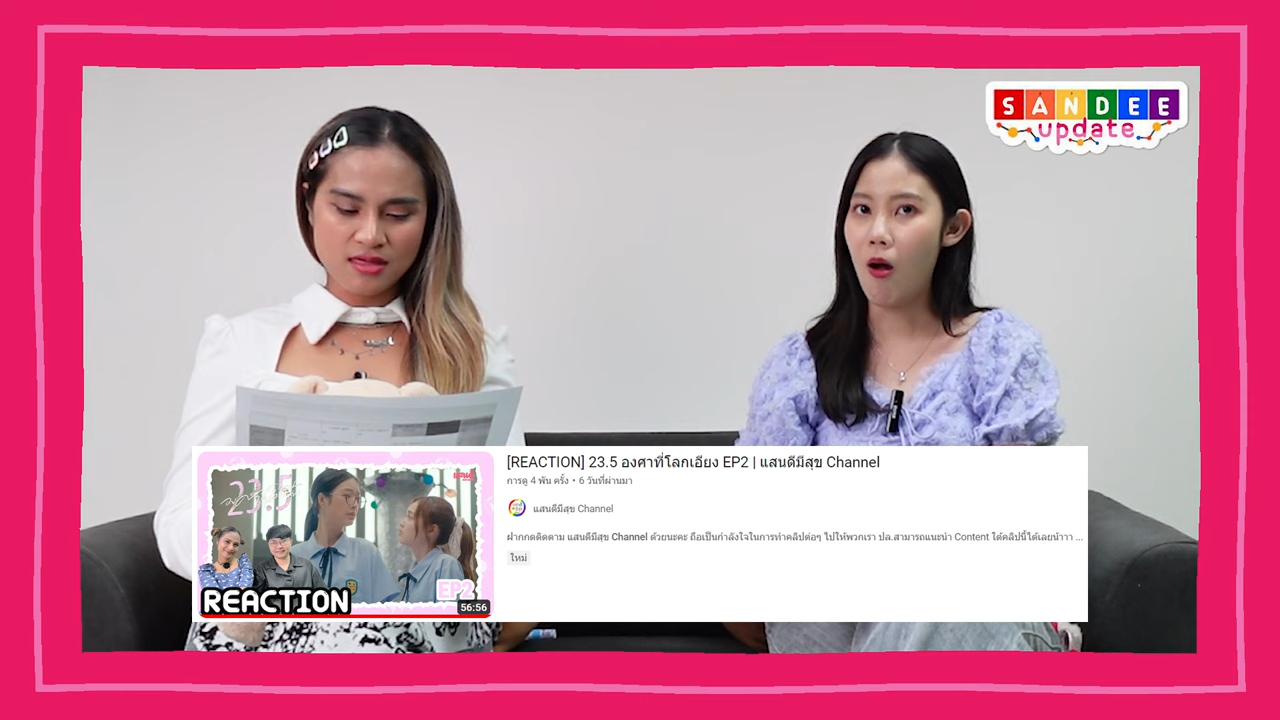 SANDEE
update
[REACTION] 23.5 องศาที่โลกเอียง EP2 | แสนดีมีสุข Channel
การดู 4 พัน ครั้ง • 6 วันที่ผ่านมา
แสนดีมีสุข Channel
ฝากกดติดตาม แสนดีมีสุข Channel ด้วยนะคะ ถือเป็นกำลังใจในการทำคลิปต่อๆ ไปให้พวกเรา ปล.สามารถแนะนำ Content ใต้คลิปนี้ได้เลยน้าาา ...
ใหม่
23.5
EP2
REACTION
56:56